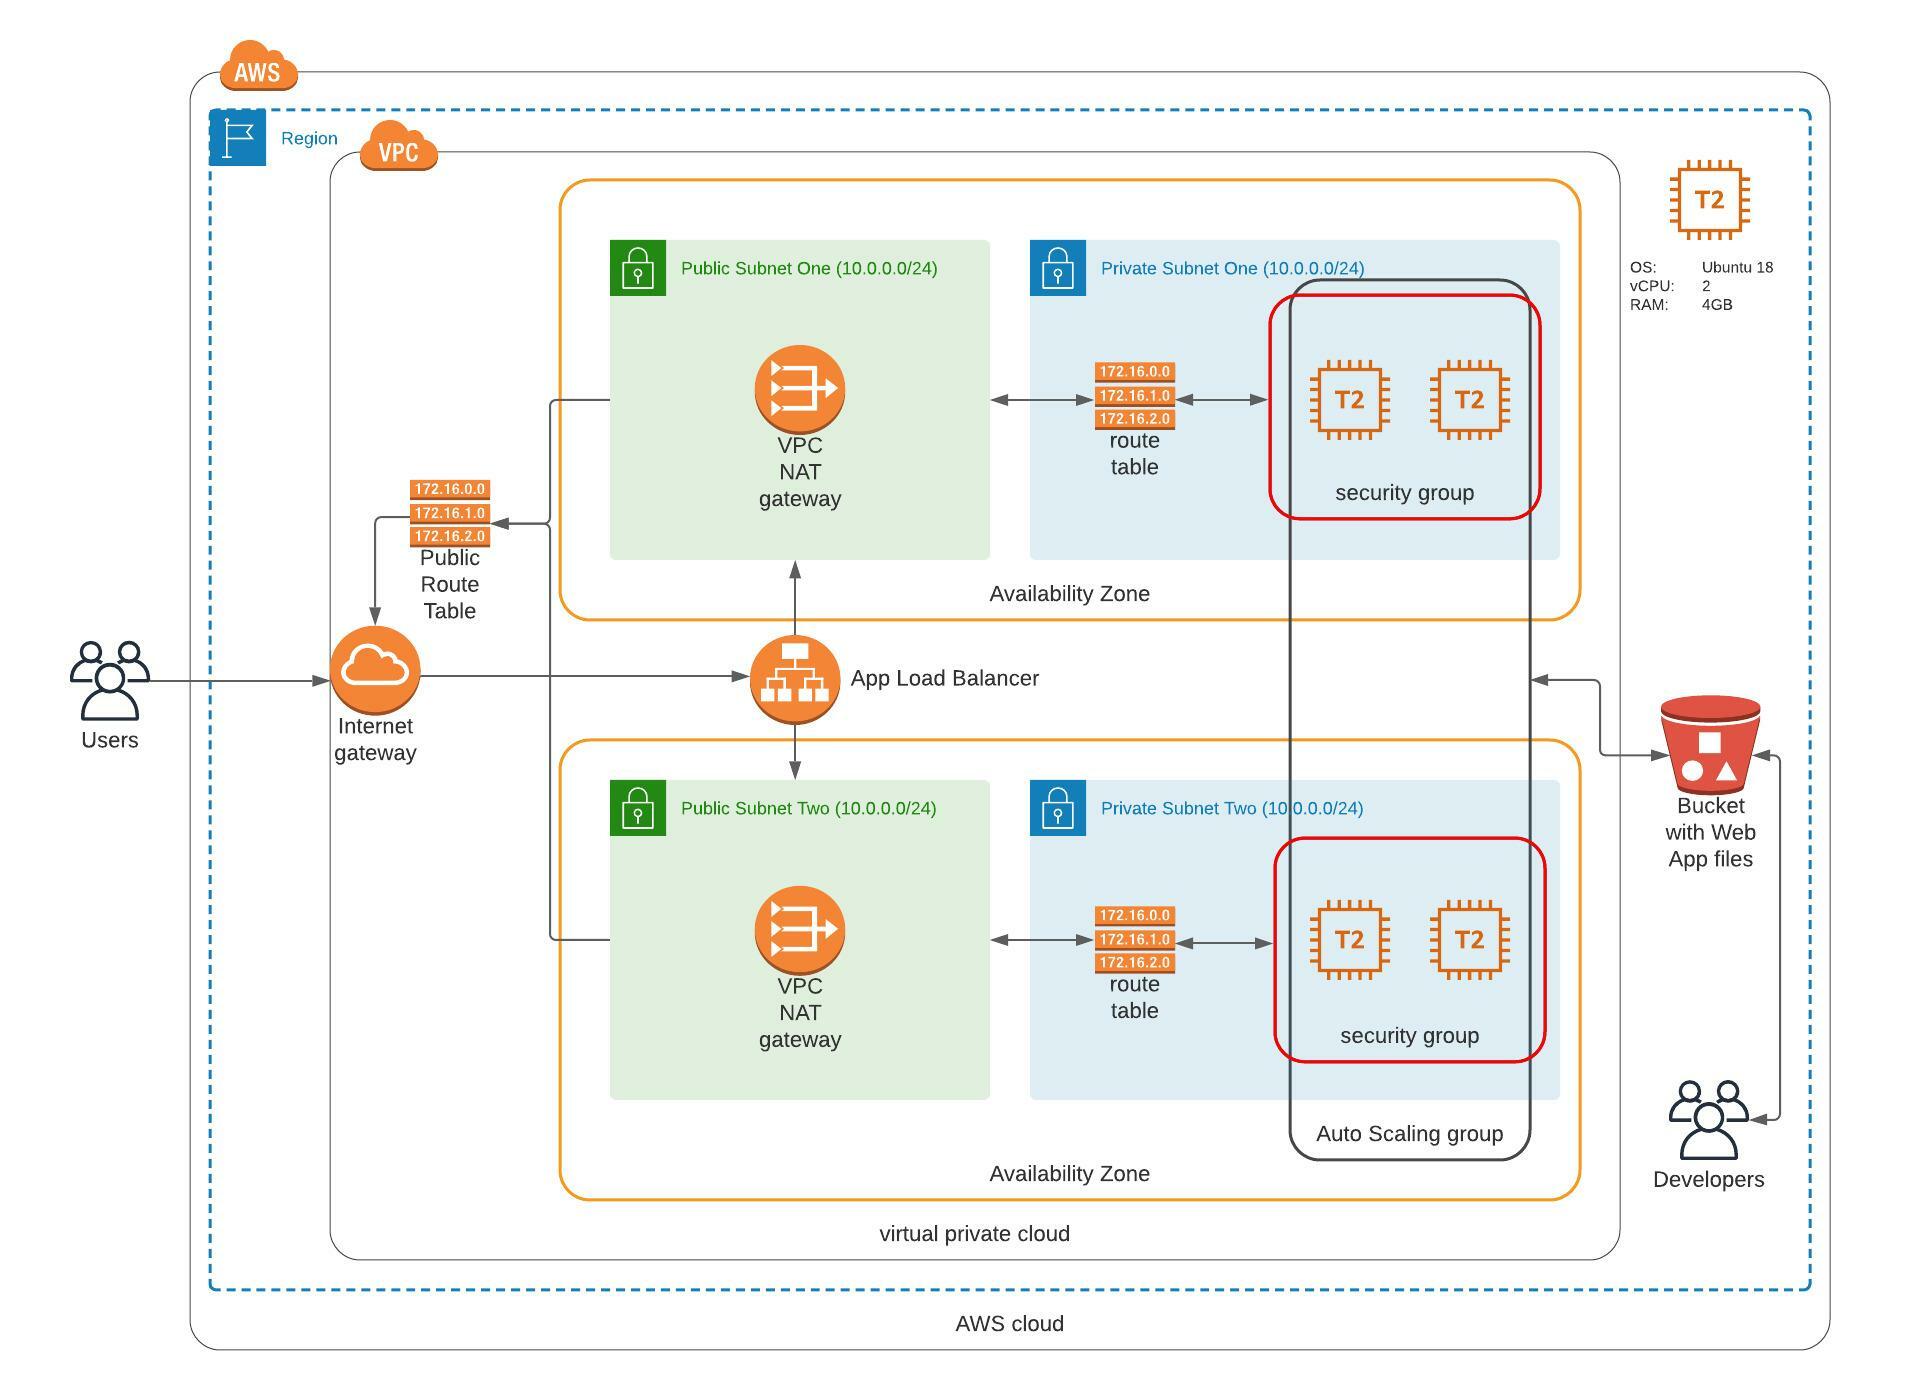 AWS
Region
VPC
T2
OS: Ubuntu 18
vCPU: 2
RAM: 4GB
Public Subnet One (10.0.0.0/24)
Private Subnet One (10.0.0.0/24)
VPC
NAT
gateway
172.16.0.0
172.16.1.0
172.16.2.0
route
table
T2
T2
security group
Availability Zone
172.16.0.0
172.16.1.0
172.16.2.0
Public
Route
Table
Users
Internet
gateway
App Load Balancer
Bucket
with Web
App files
Public Subnet Two (10.0.0.0/24)
Private Subnet Two (10.0.0.0/24)
VPC
NAT
gateway
172.16.0.0
172.16.1.0
172.16.2.0
route
table
T2
T2
security group
Auto Scaling group
Availability Zone
Developers
virtual private cloud
AWS cloud